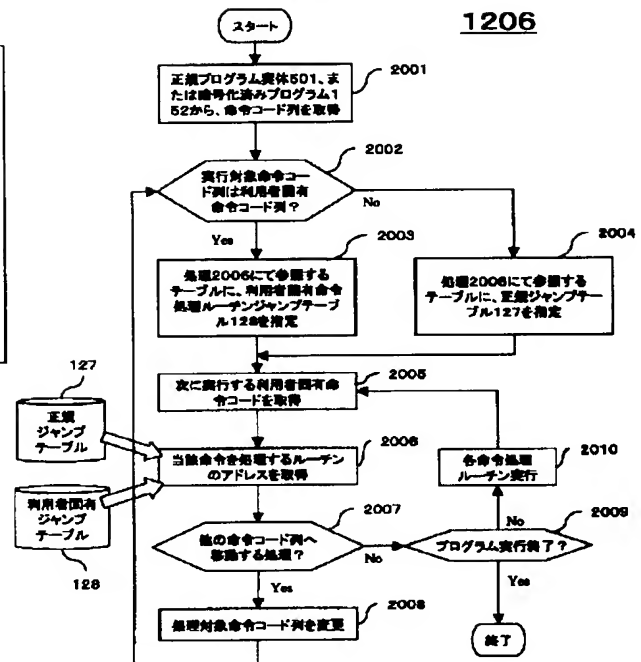 1206
スタート
2001
正規プログラム実体501、ま
たは暗号化済みプログラム1
52から、命令コード列を取得
2002
実行対象命令コー
ド列は利用者固有
命令コード列?
No
Yes
2003
2004
処理2006にて参照する
テーブルに、利用者固有命令
処理ルーチンジャンプテーブ
ル128を指定
処理2006にて参照する
テーブルに、正規ジャンプテー
ブル127を指定
127
2005
正規
ジャンプ
テーブル
次に実行する利用者固有命
令コードを取得
2006
2010
当該命令を処理するルーチン
のアドレスを取得
各命令処理
ルーチン実行
利用者固有
ジャンプ
テーブル
128
2007
No
2009
他の命令コード列へ
移動する処理?
No
プログラム実行終了?
Yes
Yes
2008
処理対象命令コード列を変更
終了